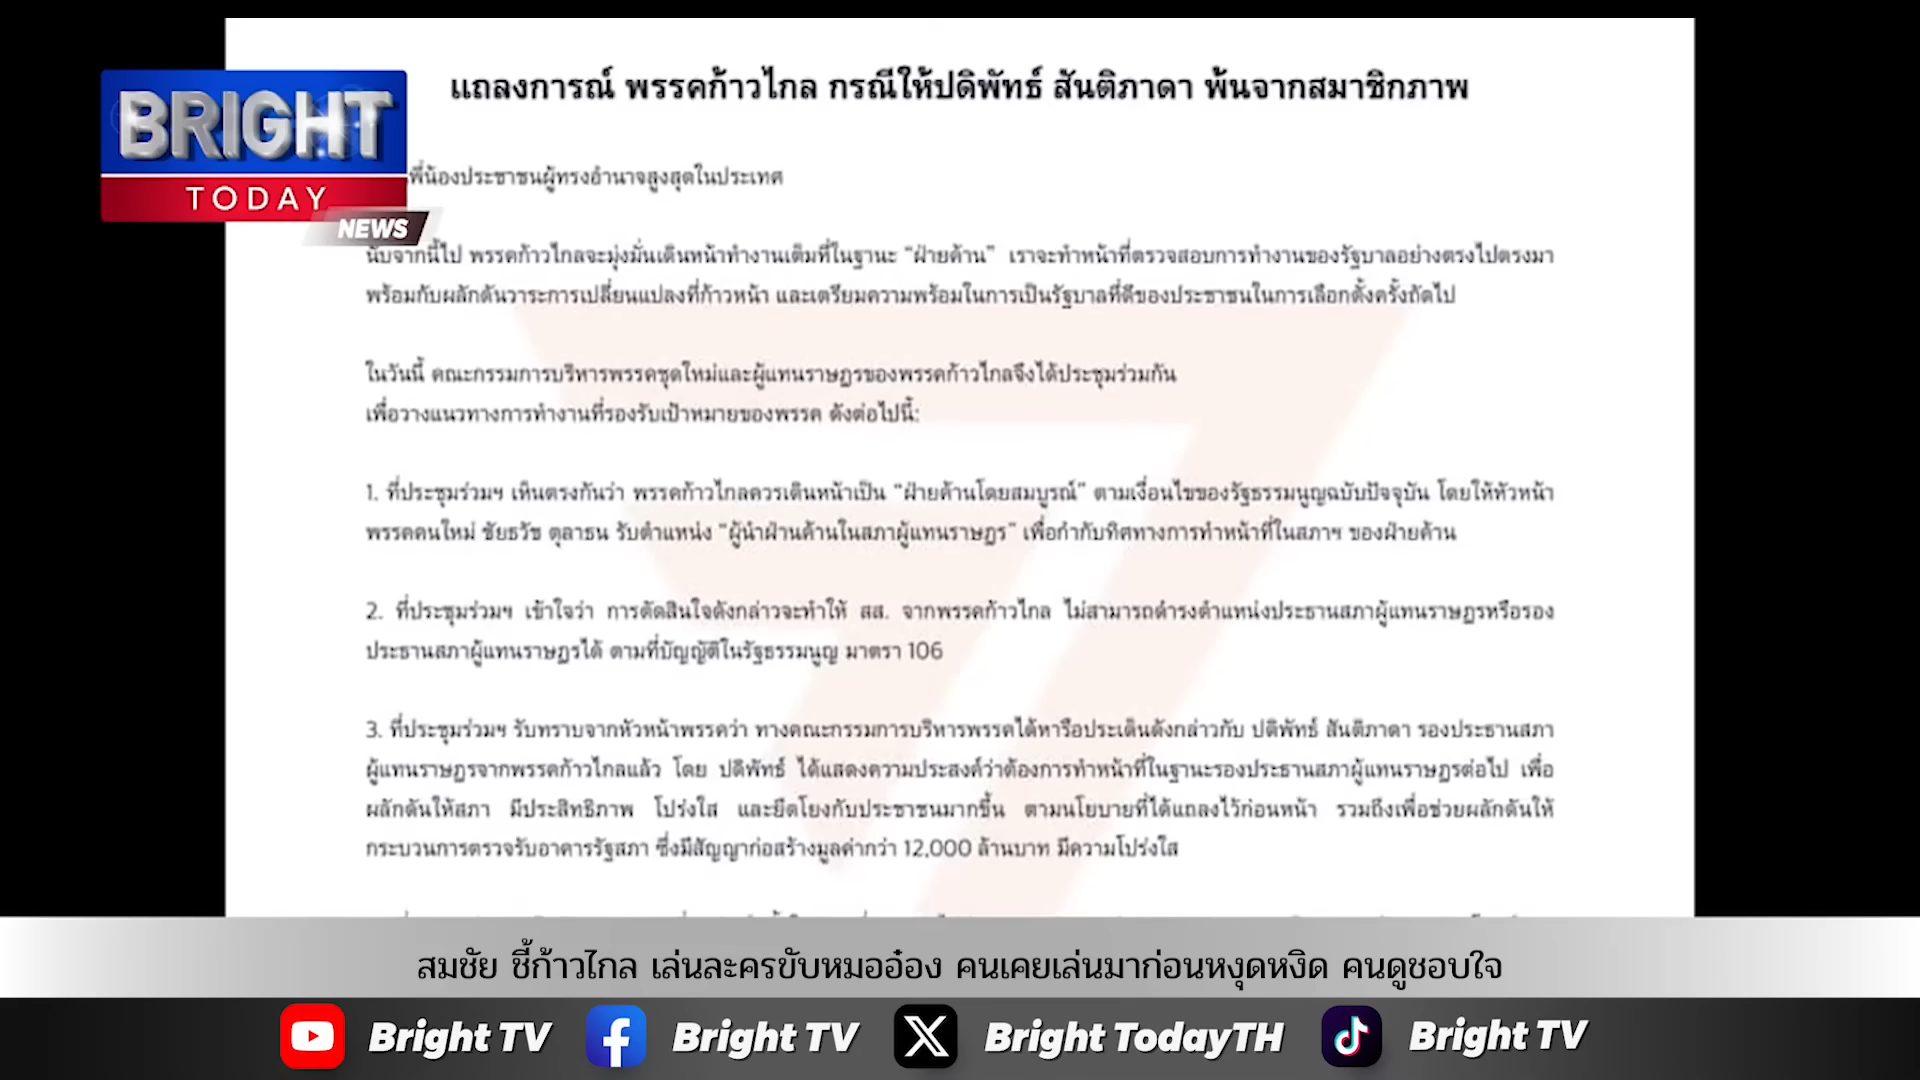 แถลงการณ์ พรรคก้าวไกล กรณีให้ปดิพัทธ์ สันติภาดา พ้นจากสมาชิกภาพ
BRIGHT
TODAY
NEWS
พี่น้องประชาชนผู้ทรงอำนาจสูงสุดในประเทศ
นับจากนี้ไป พรรคก้าวไกลจะมุ่งมั่นเดินหน้าทำงานเต็มที่ในฐานะ “ฝ่ายค้าน” เราจะทำหน้าที่ตรวจสอบการทำงานของรัฐบาลอย่างตรงไปตรงมา
พร้อมกับผลักดันวาระการเปลี่ยนแปลงที่ก้าวหน้า และเตรียมความพร้อมในการเป็นรัฐบาลที่ดีของประชาชนในการเลือกตั้งครั้งถัดไป
ในวันนี้ คณะกรรมการบริหารพรรคชุดใหม่และผู้แทนราษฎรของพรรคก้าวไกลจึงได้ประชุมร่วมกัน
เพื่อวางแนวทางการทำงานที่รองรับเป้าหมายของพรรค ดังต่อไปนี้:
1. ที่ประชุมร่วมฯ เห็นตรงกันว่า พรรคก้าวไกลควรเดินหน้าเป็น “ฝ่ายค้านโดยสมบูรณ์” ตามเงื่อนไขของรัฐธรรมนูญฉบับปัจจุบัน โดยให้หัวหน้า
พรรคคนใหม่ ชัยธวัช ตุลาธน รับตำแหน่ง “ผู้นำฝ่านค้านในสภาผู้แทนราษฎร” เพื่อกำกับทิศทางการทำหน้าที่ในสภาฯ ของฝ่ายค้าน
2. ที่ประชุมร่วมฯ เข้าใจว่า การตัดสินใจดังกล่าวจะทำให้ สส. จากพรรคก้าวไกล ไม่สามารถดำรงตำแหน่งประธานสภาผู้แทนราษฎรหรือรอง
ประธานสภาผู้แทนราษฎรได้ ตามที่บัญญัติในรัฐธรรมนูญ มาตรา 106
3. ที่ประชุมร่วมฯ รับทราบจากหัวหน้าพรรคว่า ทางคณะกรรมการบริหารพรรคได้หารือประเด็นดังกล่าวกับ ปดิพัทธ์ สันติภาดา รองประธานสภา
ผู้แทนราษฎรจากพรรคก้าวไกลแล้ว โดย ปดิพัทธ์ ได้แสดงความประสงค์ว่าต้องการทำหน้าที่ในฐานะรองประธานสภาผู้แทนราษฎรต่อไป เพื่อ
ผลักดันให้สภา มีประสิทธิภาพ โปร่งใส และยึดโยงกับประชาชนมากขึ้น ตามนโยบายที่ได้แถลงไว้ก่อนหน้า รวมถึงเพื่อช่วยผลักดันให้
กระบวนการตรวจรับอาคารรัฐสภา ซึ่งมีสัญญาก่อสร้างมูลค่ากว่า 12,000 ล้านบาท มีความโปร่งใส
สมชัย ชี้ก้าวไกล เล่นละครขับหมออ๋อง คนเคยเล่นมาก่อนหงุดหงิด คนดูชอบใจ
Bright TV Bright TV Bright TodayTH Bright TV